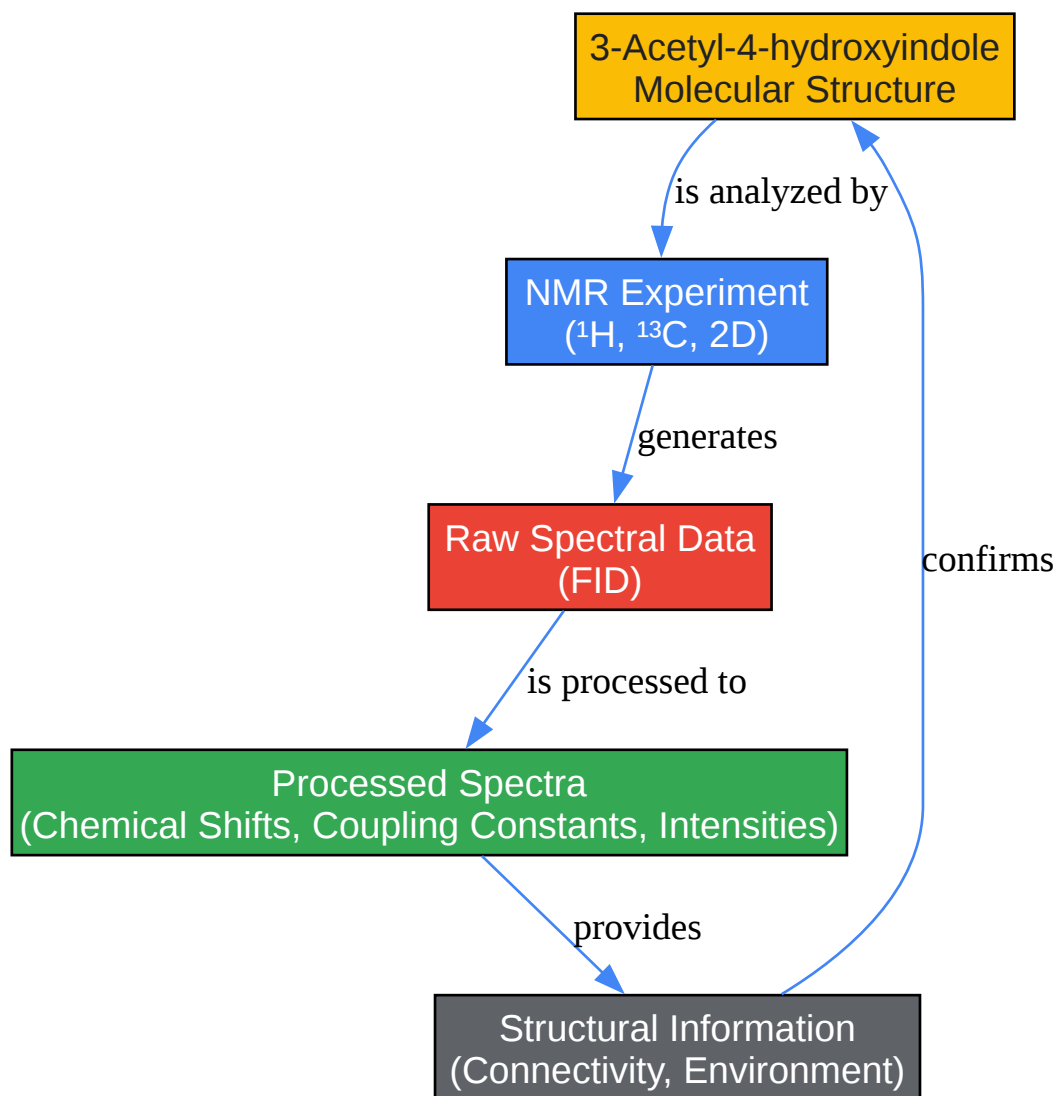 3-Acetyl-4-hydroxyindole
Molecular Structure
is analyzed by
NMR Experiment
(¹H, ¹³C, 2D)
generates
Raw Spectral Data
(FID)
confirms
is processed to
Processed Spectra
(Chemical Shifts, Coupling Constants, Intensities)
provides
Structural Information
(Connectivity, Environment)